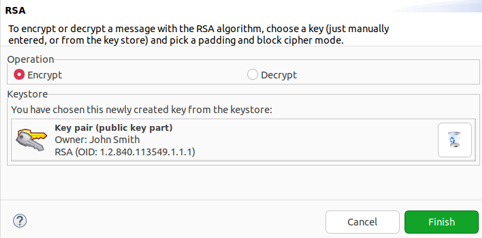 RSA
To encrypt or decrypt a message with the RSA algorithm, choose a key (just manually
entered, or from the key store) and pick a padding and block cipher mode.
Operation
Encrypt Decrypt
Keystore
You have chosen this newly created key from the keystore:
Key pair (public key part)
Owner: John Smith
RSA (OID: 1.2.840.113549.1.1.1)
? Cancel Finish